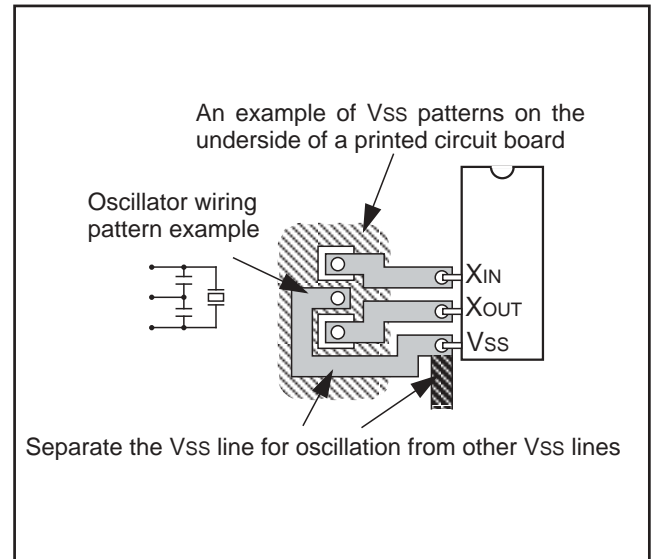 An example of VSS patterns on the
underside of a printed circuit board
Oscillator wiring
pattern example
XIN
XOUT
VSS
Separate the VSS line for oscillation from other VSS lines